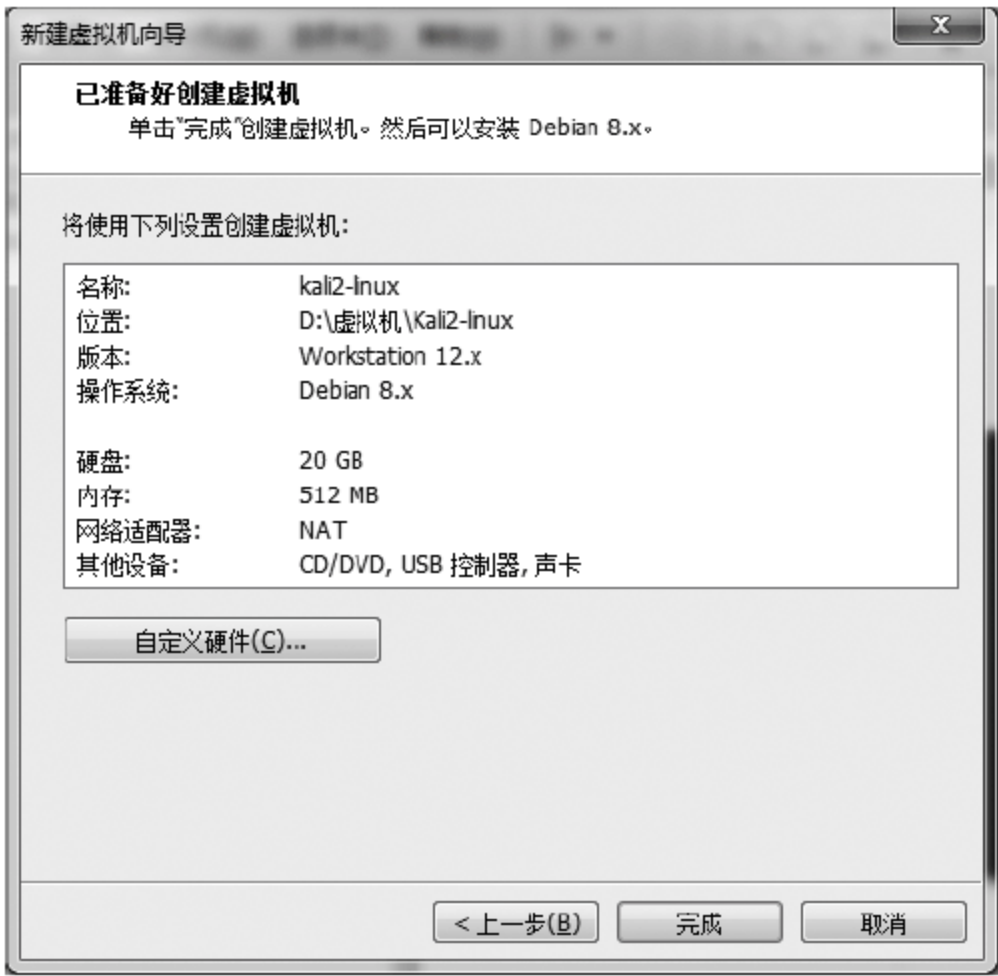 新建虚拟机向导
已准备好创建虚拟机
单击"完成"创建虚拟机。然后可以安装 Debian 8.x。
将使用下列设置创建虚拟机:
名称: kali2-linux
位置: D:\虚拟机\Kali2-linux
版本: Workstation 12.x
操作系统: Debian 8.x
硬盘: 20 GB
内存: 512 MB
网络适配器: NAT
其他设备: CD/DVD, USB 控制器, 声卡
自定义硬件(C)...
< 上一步(B) 完成 取消